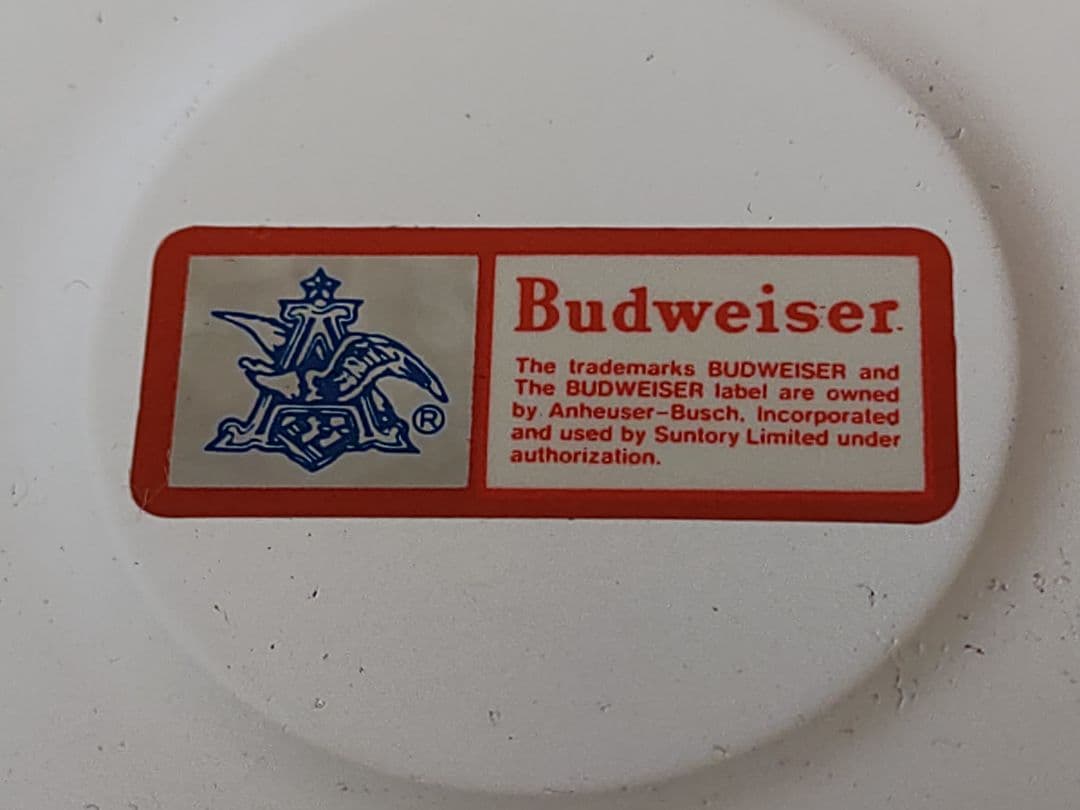 Budweiser.
The trademarks BUDWEISER and
The BUDWEISER label are owned
by Anheuser-Busch, Incorporated
and used by Suntory Limited under
authorization.
A
®